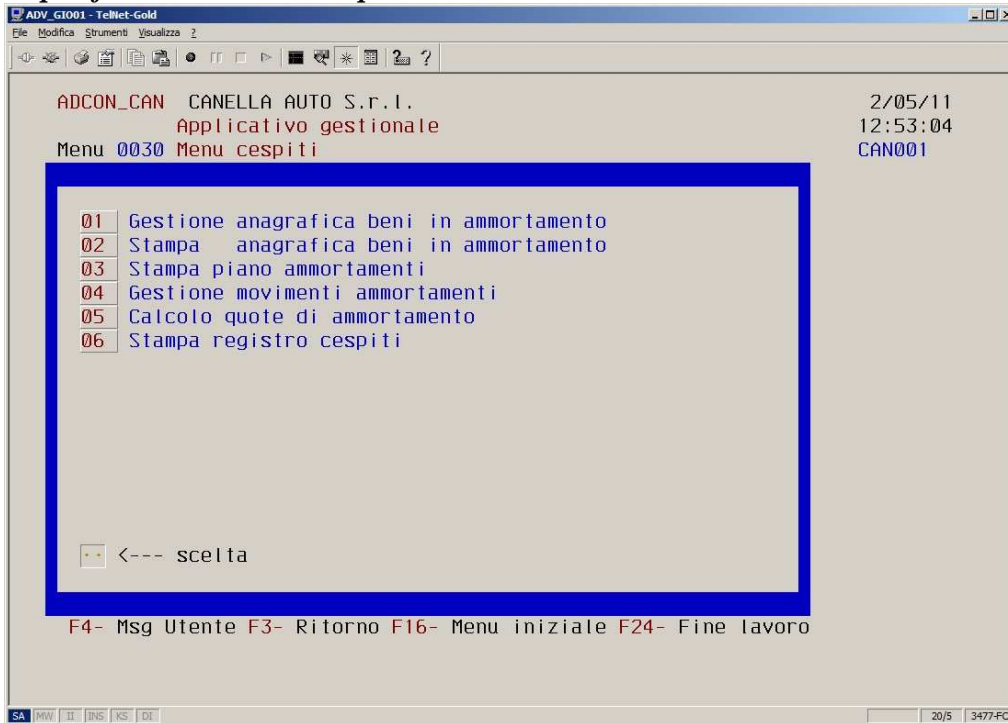 ADV_GIO01 - TelNet-Gold
File Modifica Strumenti Visualizza ?
ADCON_CAN CANELLA AUTO S.r.l. 2/05/11
Applicativo gestionale 12:53:04
Menu 0030 Menu cespiti CAN001
01 Gestione anagrafica beni in ammortamento
02 Stampa anagrafica beni in ammortamento
03 Stampa piano ammortamenti
04 Gestione movimenti ammortamenti
05 Calcolo quote di ammortamento
06 Stampa registro cespiti
.. <--- scelta
F4- Msg Utente F3- Ritorno F16- Menu iniziale F24- Fine lavoro
SA MW II INS KS DI 20/5 3477-FC